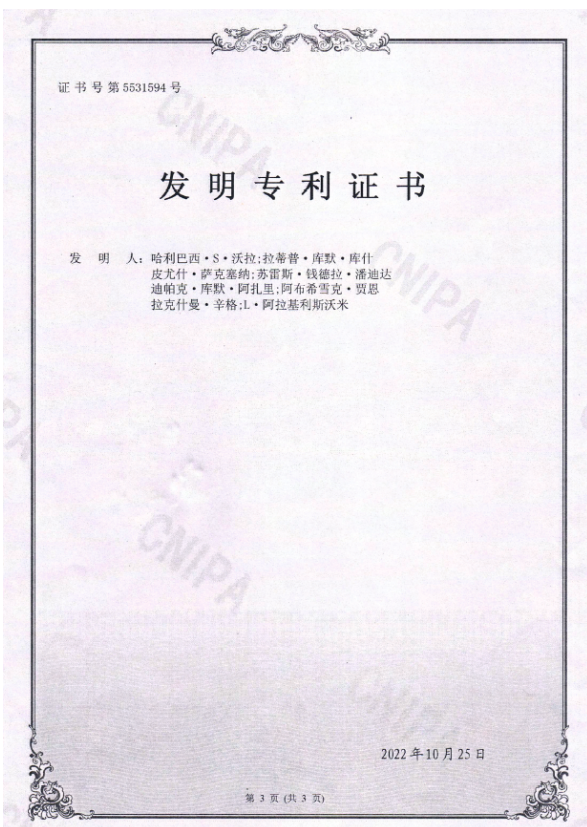 证书号第5531594号
发明专利证书
发 明 人：哈利巴西·S·沃拉;拉蒂普·库默·库什
皮尤什·萨克塞纳;苏雷斯·钱德拉·潘迪达
迪帕克·库默·阿扎里;阿布希雪克·贾恩
拉克什曼·辛格;L·阿拉基利斯沃米
CNIPA
CNIPA
CNIPA
CNIPA
2022年10月25日
第 3 页 (共 3 页)